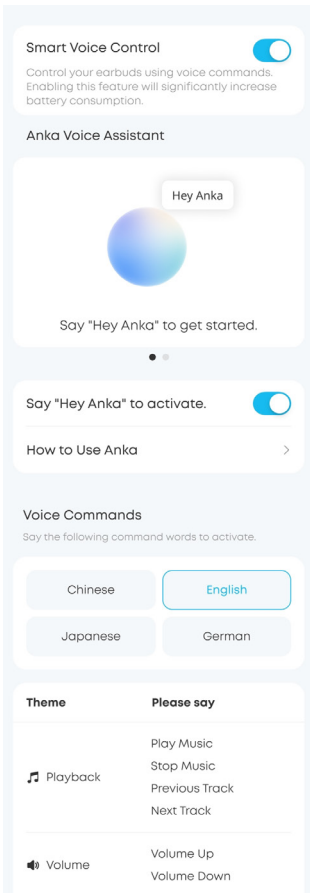 Smart Voice Control
Control your earbuds using voice commands.
Enabling this feature will significantly increase
battery consumption.
Anka Voice Assistant
Hey Anka
Say "Hey Anka" to get started.
Say "Hey Anka" to activate.
How to Use Anka
Voice Commands
Say the following command words to activate.
Chinese
English
Japanese
German
Theme
Please say
Playback
Play Music
Stop Music
Previous Track
Next Track
Volume
Volume Up
Volume Down